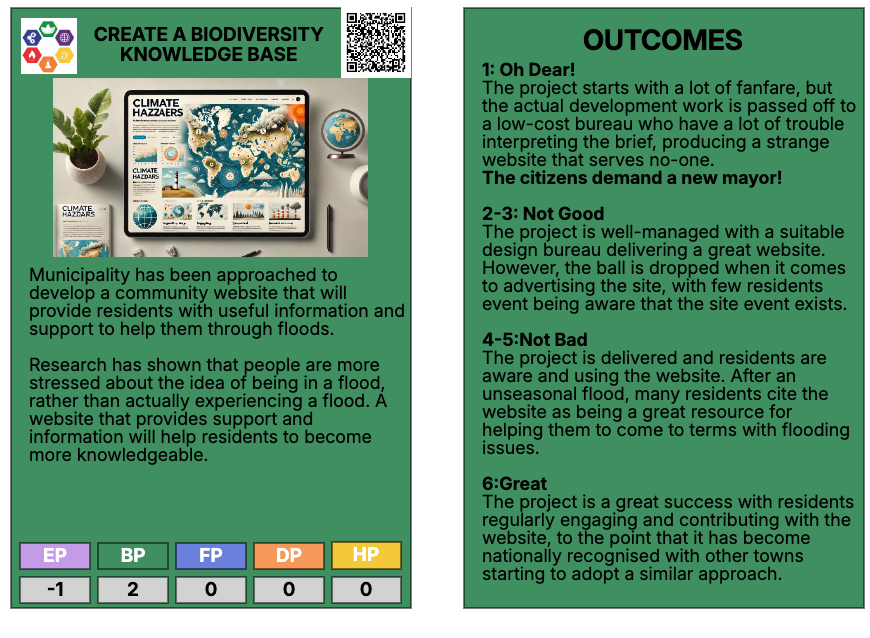 CREATE A BIODIVERSITY
KNOWLEDGE BASE
CLIMATE
HAZZAERS
CLIMATE
HAZDARS
CLIMATE
HAZDARS
Municipality has been approached to
develop a community website that will
provide residents with useful information and
support to help them through floods.
Research has shown that people are more
stressed about the idea of being in a flood,
rather than actually experiencing a flood. A
website that provides support and
information will help residents to become
more knowledgeable.
EP BP FP DP HP
-1 2 0 0 0
OUTCOMES
1: Oh Dear!
The project starts with a lot of fanfare, but
the actual development work is passed off to
a low-cost bureau who have a lot of trouble
interpreting the brief, producing a strange
website that serves no-one.
The citizens demand a new mayor!
2-3: Not Good
The project is well-managed with a suitable
design bureau delivering a great website.
However, the ball is dropped when it comes
to advertising the site, with few residents
event being aware that the site event exists.
4-5:Not Bad
The project is delivered and residents are
aware and using the website. After an
unseasonal flood, many residents cite the
website as being a great resource for
helping them to come to terms with flooding
issues.
6:Great
The project is a great success with residents
regularly engaging and contributing with the
website, to the point that it has become
nationally recognised with other towns
starting to adopt a similar approach.